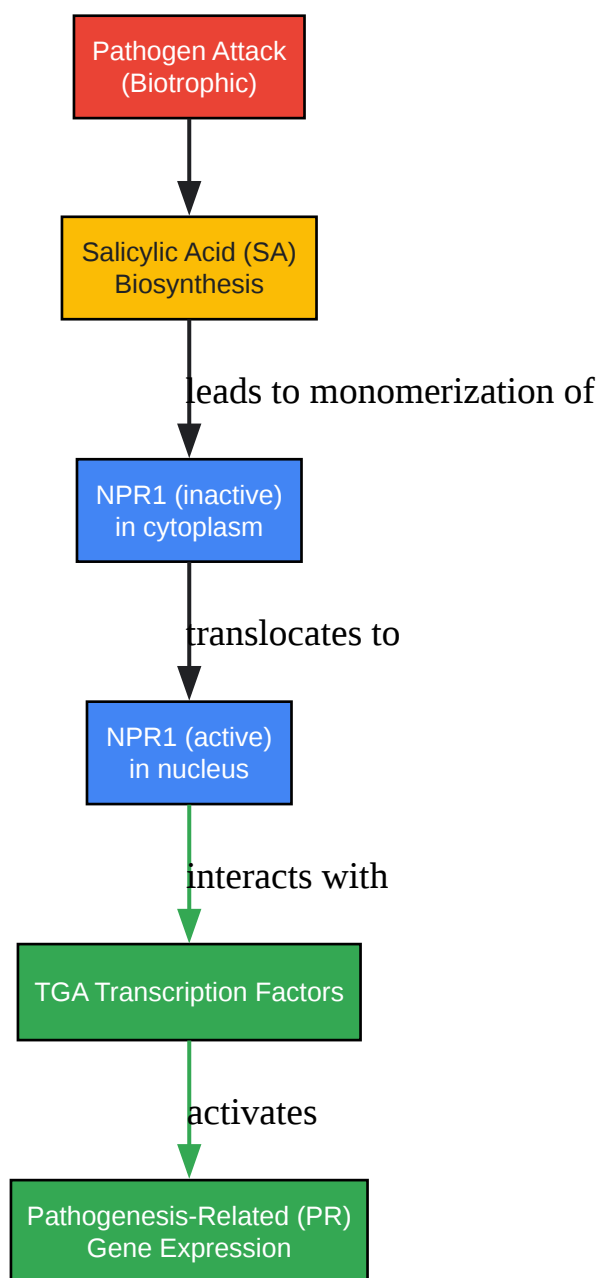 Pathogen Attack
(Biotrophic)
Salicylic Acid (SA)
Biosynthesis
leads to monomerization of
NPR1 (inactive)
in cytoplasm
translocates to
NPR1 (active)
in nucleus
interacts with
TGA Transcription Factors
activates
Pathogenesis-Related (PR)
Gene Expression